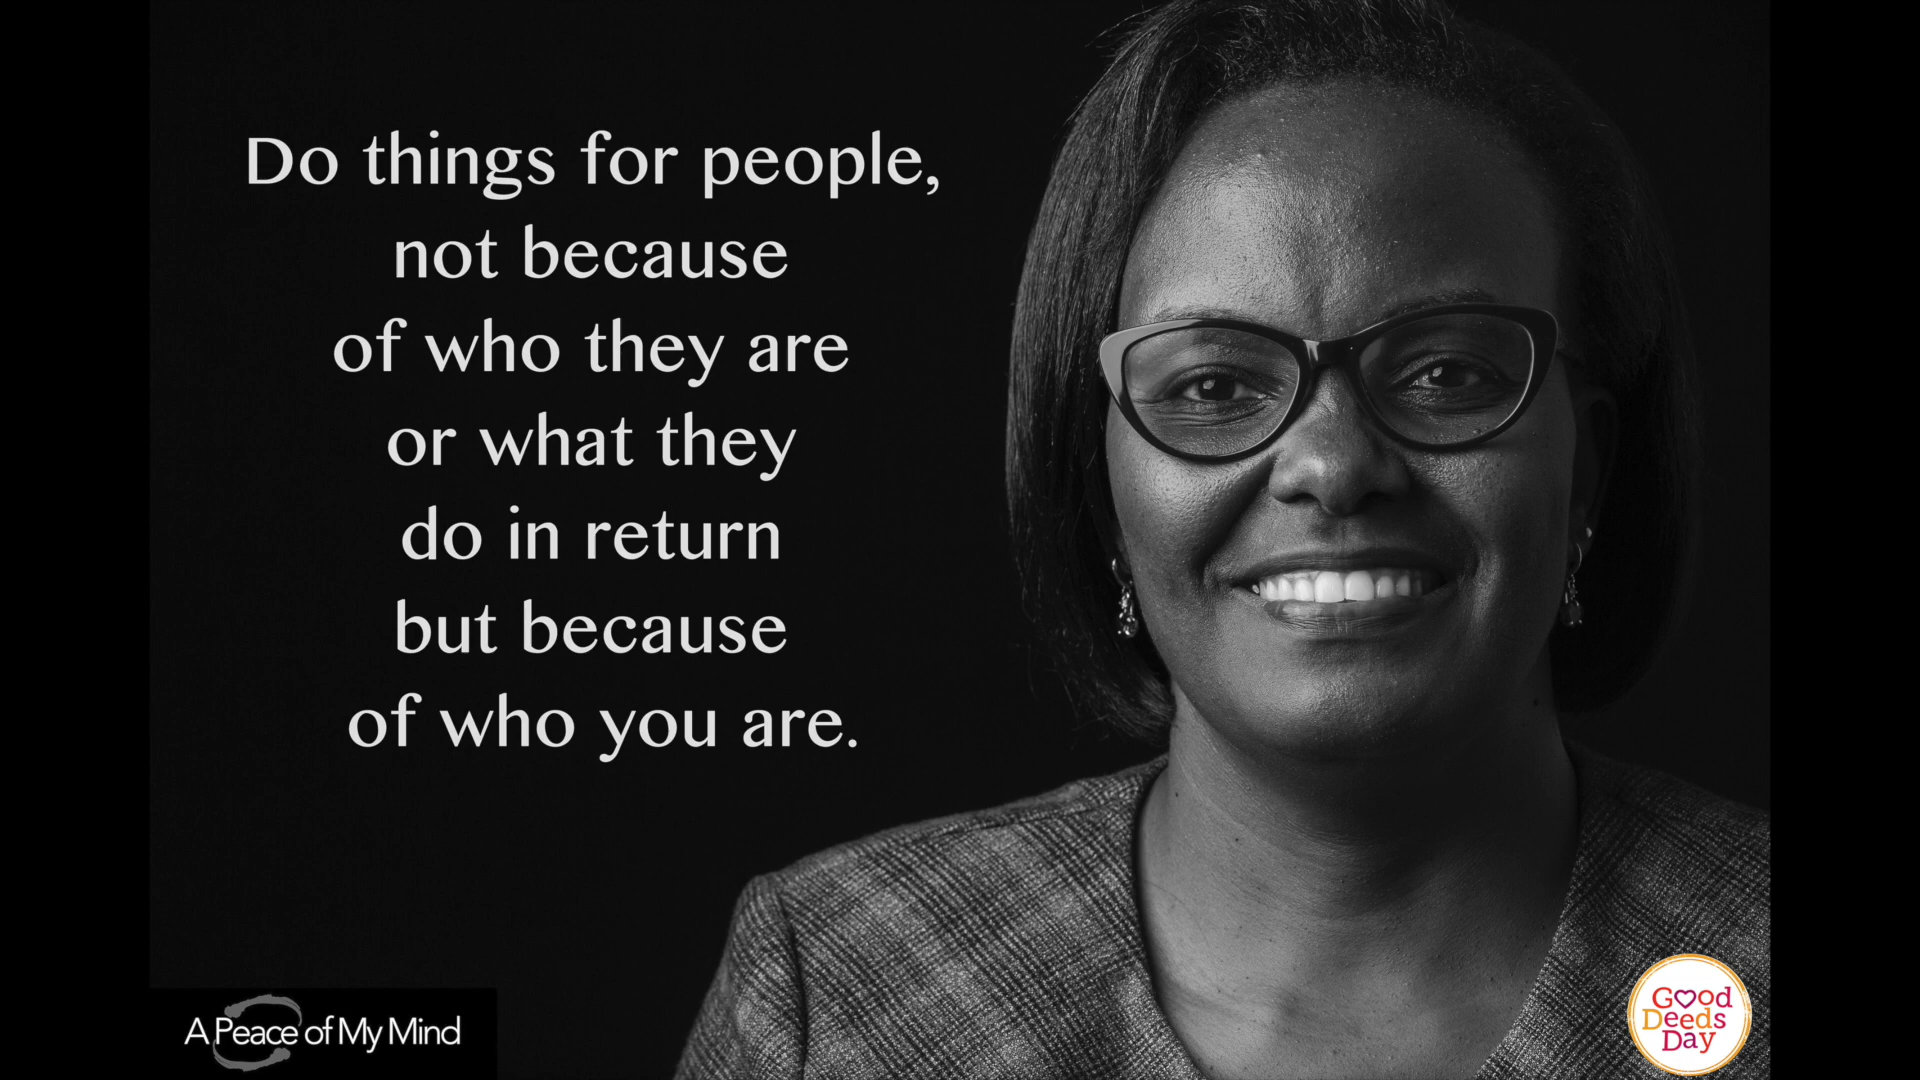 Do things for people,
not because
of who they are
or what they
do in return
but because
of who you are.
A Peace of My Mind
Good
Deeds
Day